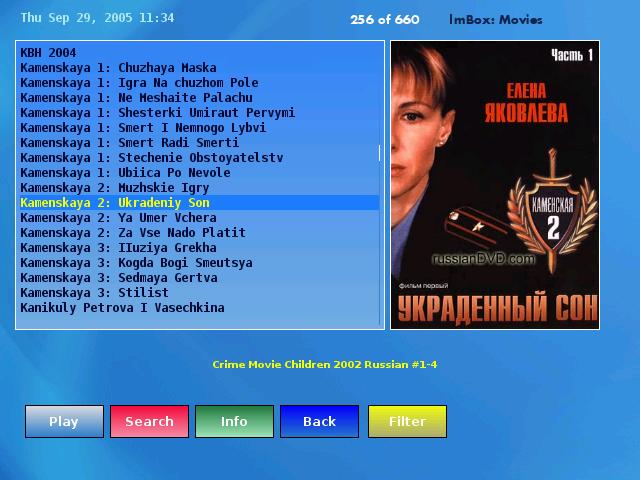 Thu Sep 29, 2005 11:34
256 of 660
ImBox: Movies
KBH 2004
Kamenskaya 1: Chuzhaya Maska
Kamenskaya 1: Igra Na chuzhom Pole
Kamenskaya 1: Ne Meshaite Palachu
Kamenskaya 1: Shesterki Umiraut Pervymi
Kamenskaya 1: Smert I Nemnogo Lybvi
Kamenskaya 1: Smert Radi Smerti
Kamenskaya 1: Stechenie Obstoyatelstv
Kamenskaya 1: Ubiica Po Nevole
Kamenskaya 2: Muzhskie Igry
Kamenskaya 2: Ukradeniy Son
Kamenskaya 2: Ya Umer Vchera
Kamenskaya 2: Za Vse Nado Platit
Kamenskaya 3: IIuziya Grekha
Kamenskaya 3: Kogda Bogi Smeutsya
Kamenskaya 3: Sedmaya Gertva
Kamenskaya 3: Stilist
Kanikuly Petrova I Vasechkina
Часть 1
ЕЛЕНА
ЯКОВЛЕВА
КАМЕНСКАЯ
2
russianDVD.com
фильм первый
УКРАДЕННЫЙ СОН
Crime Movie Children 2002 Russian #1-4
Play
Search
Info
Back
Filter